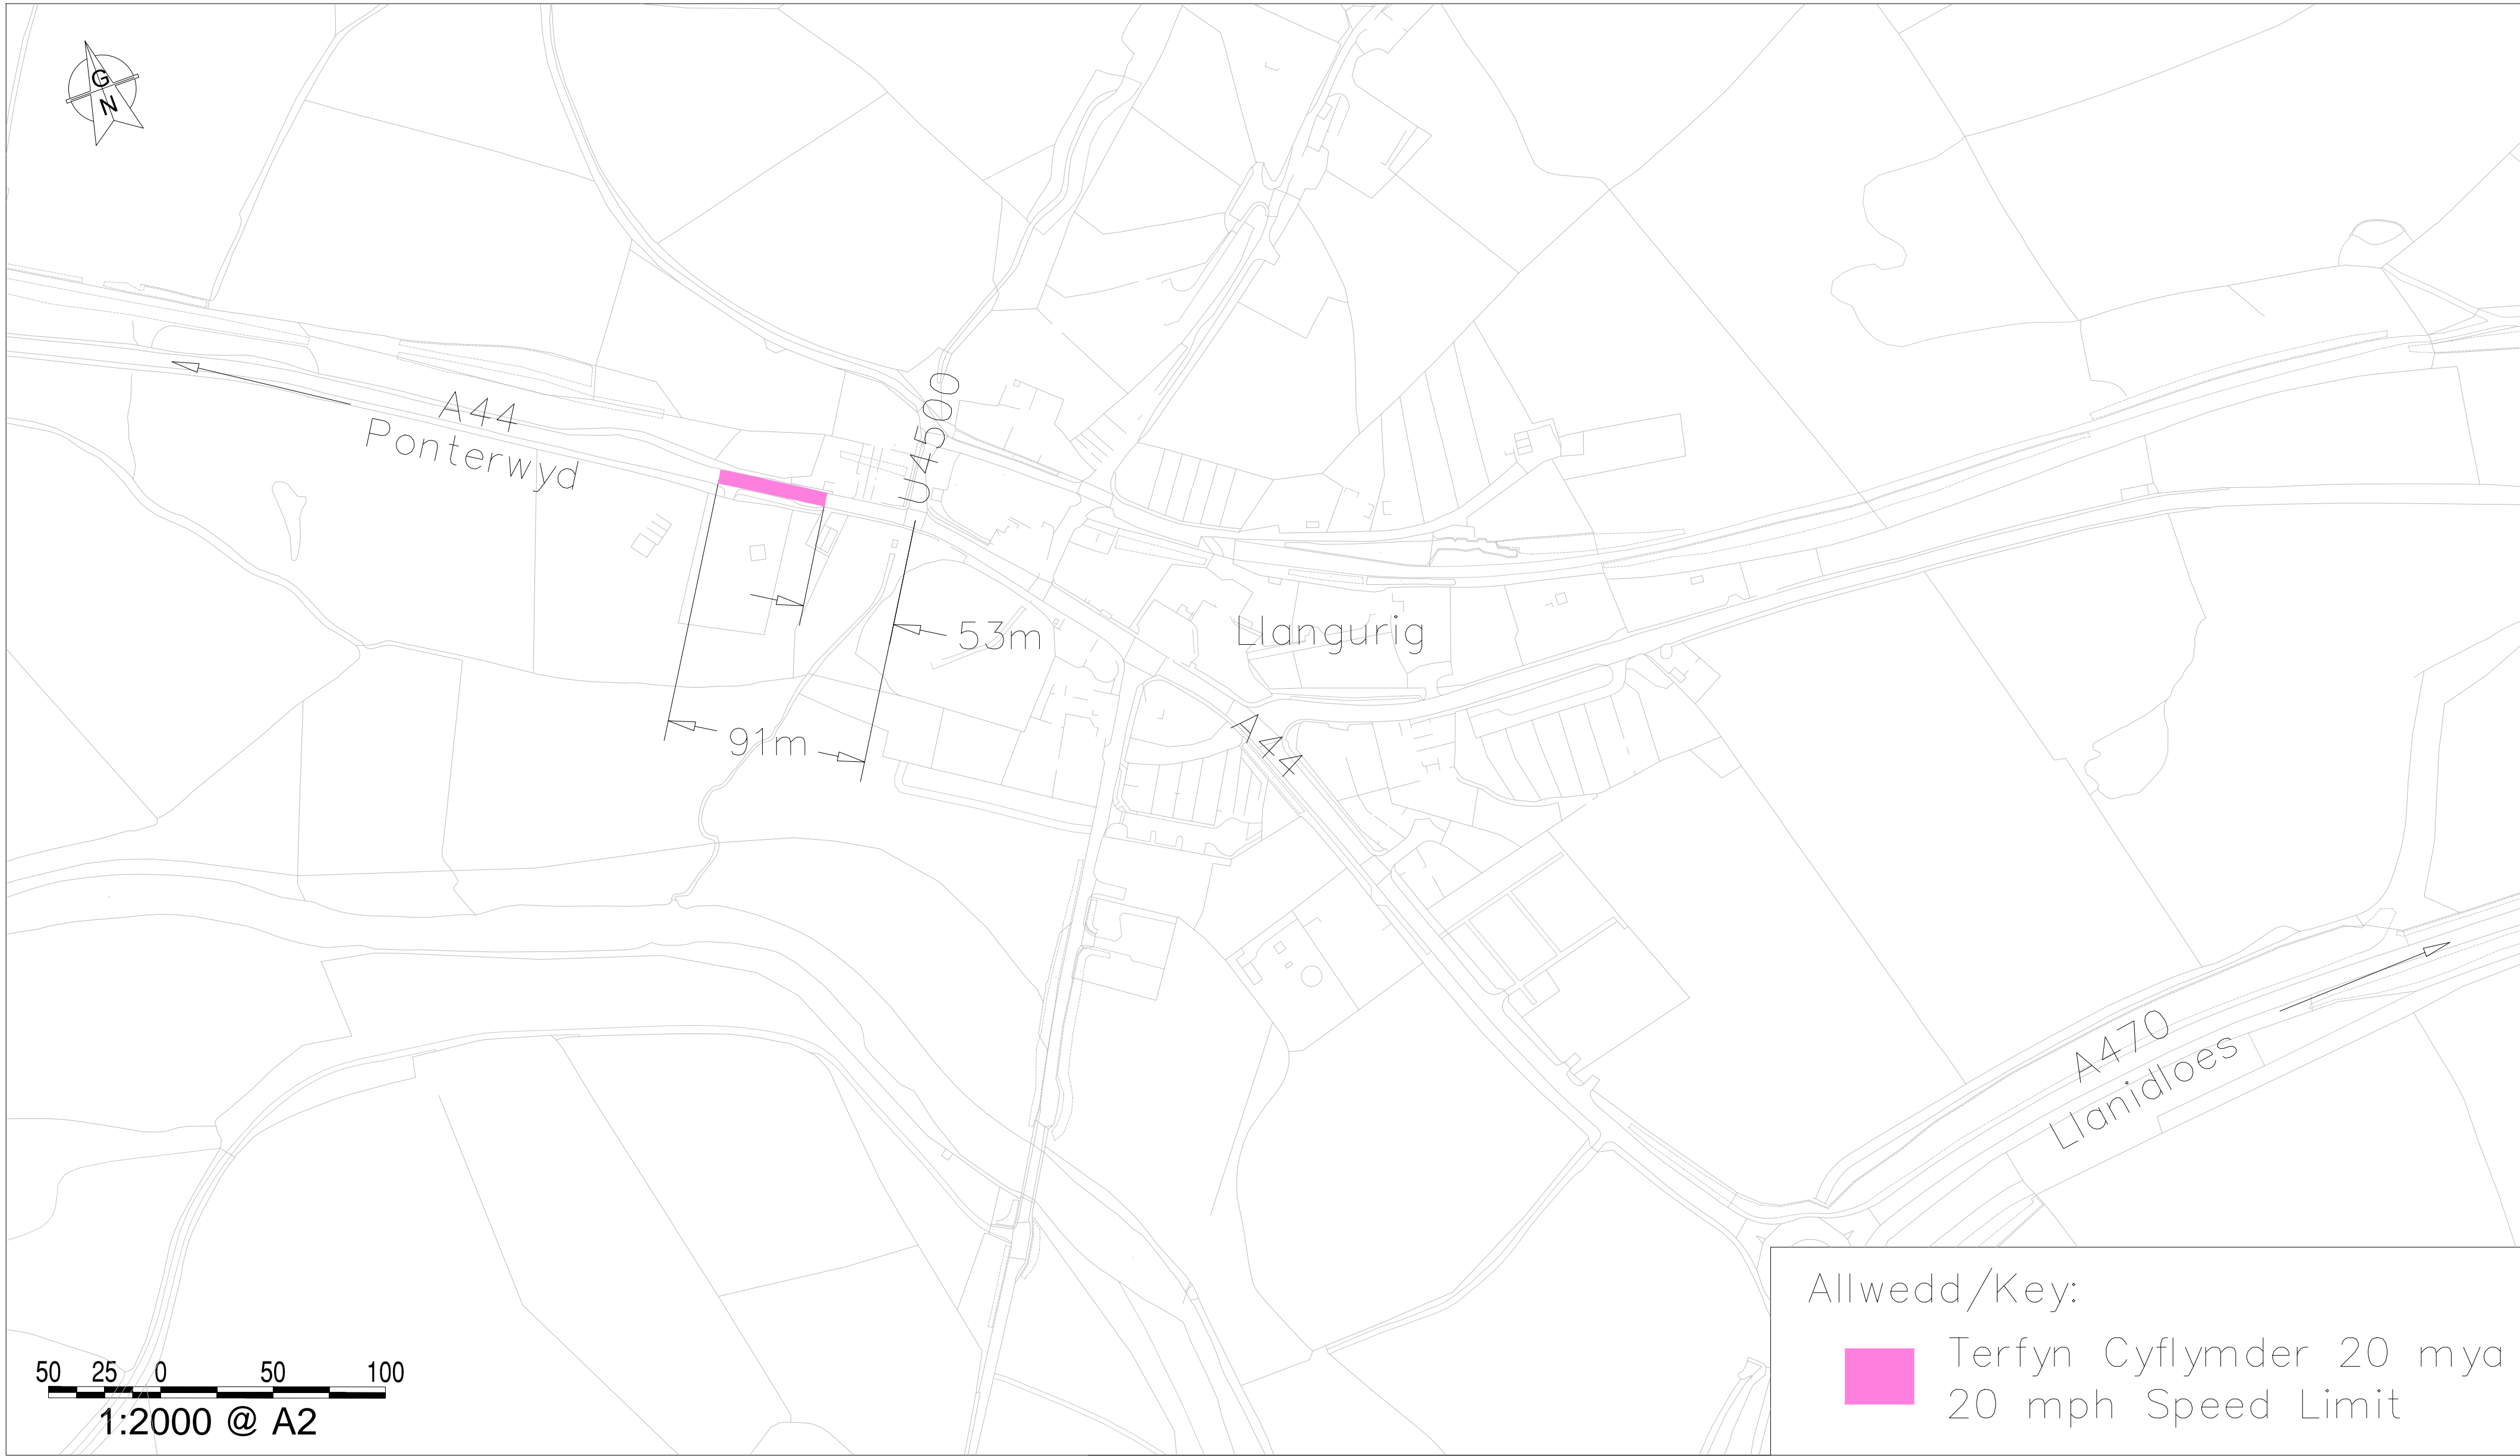 G
N
U4500
A44
Ponterwyd
53m
Llangurig
91m
A44
A470
Llanidloes
Allwedd/Key:
Terfyn Cyflymder 20 mya
20 mph Speed Limit
50 25 0 50 100
1:2000 @ A2